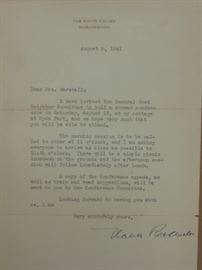 THE WHITE HOUSE
WASHINGTON
August 2, 1941
Dear Mrs. Marshall:
I have invited the Central Good
Neighbor Committee to hold a second confer-
ence on Saturday, August 16, at my cottage
at Hyde Park, and we hope very much that
you will be able to attend.
The morning session is to be cal-
led to order at 11 o'clock, and I am asking
everyone to arrive as close as possible to
o'clock. There will be a simple picnic
luncheon on the grounds and the afternoon ses-
sion will follow immediately after lunch.
A copy of the Conference agenda, as
well as train and road suggestions, will be
sent to you by the Conference Committee.
Looking forward to having you with
us, I am
Very sincerely yours,
Roosevelt